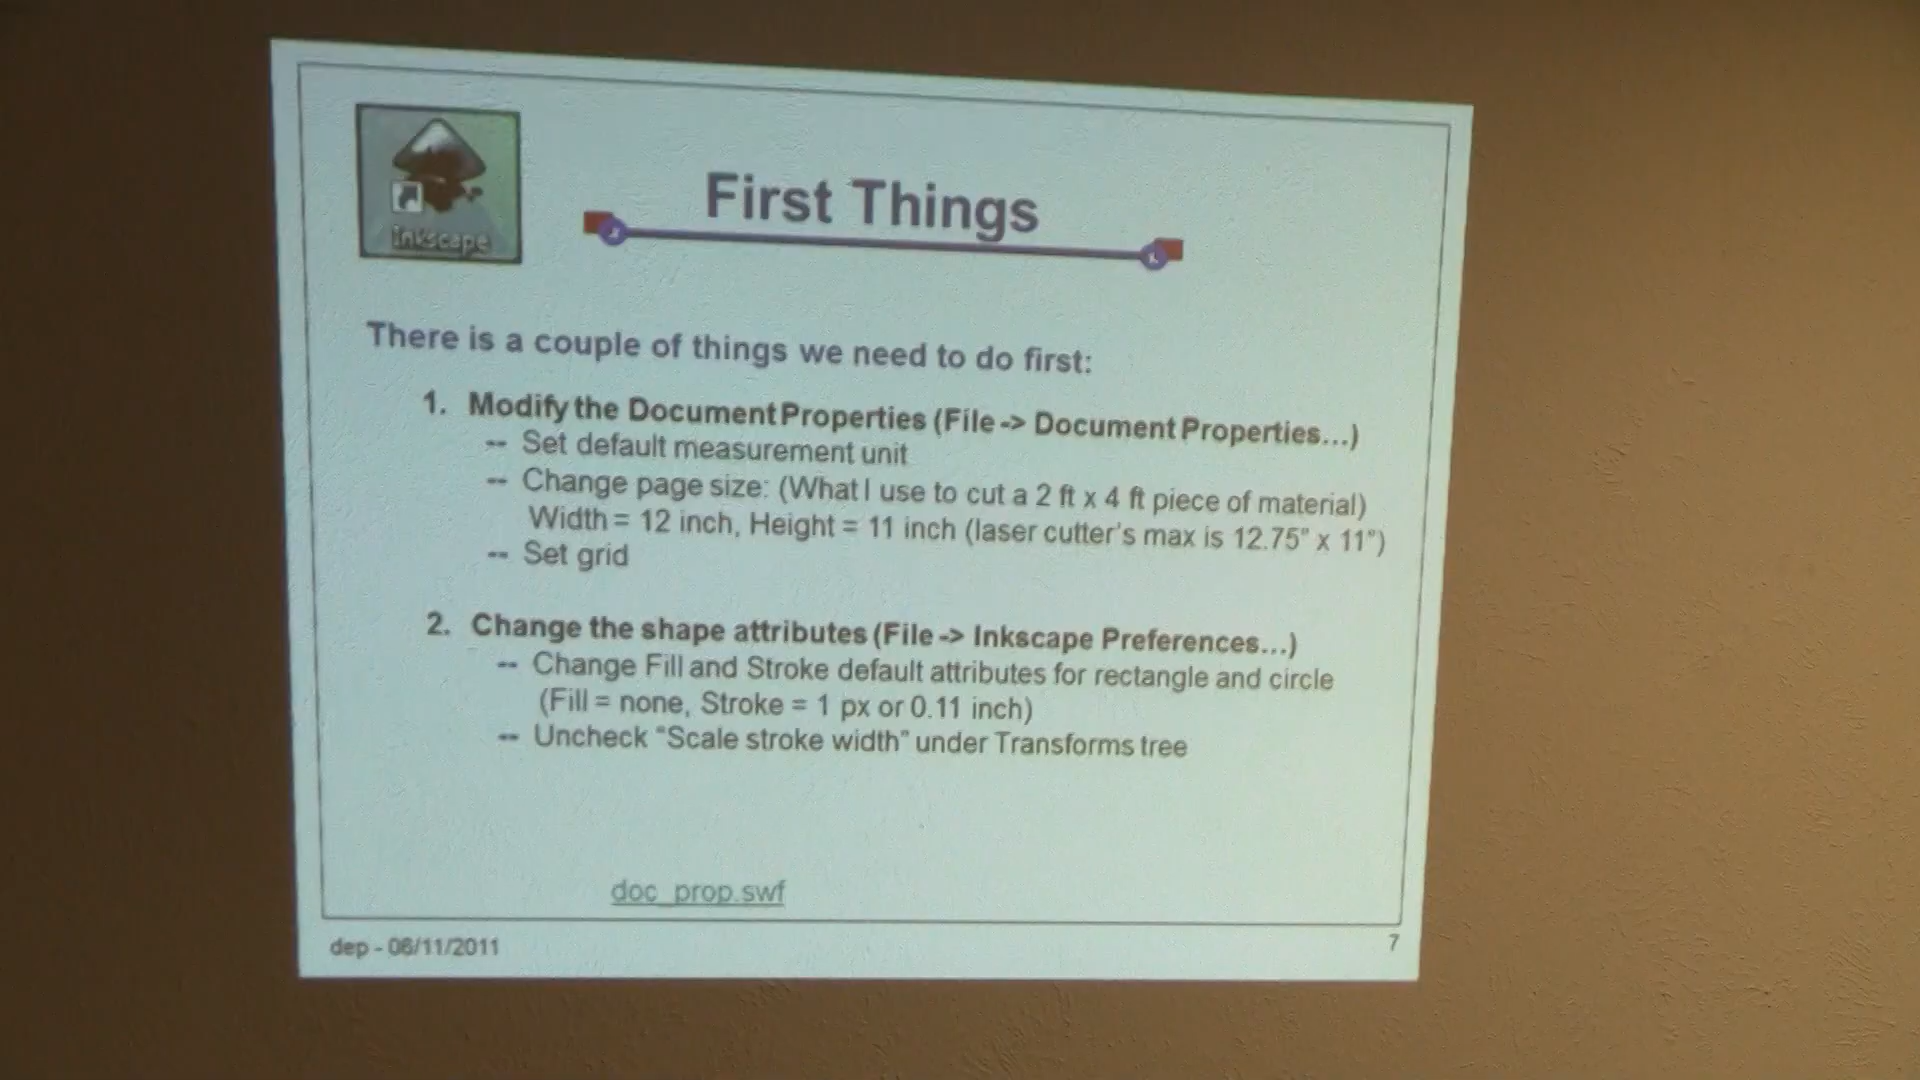 Inkscape
First Things
There is a couple of things we need to do first:
1. Modify the Document Properties (File -> Document Properties...)
-- Set default measurement unit
-- Change page size: (What I use to cut a 2 ft x 4 ft piece of material)
Width = 12 inch, Height = 11 inch (laser cutter's max is 12.75" x 11")
-- Set grid
2. Change the shape attributes (File -> Inkscape Preferences...)
-- Change Fill and Stroke default attributes for rectangle and circle
(Fill = none, Stroke = 1 px or 0.11 inch)
-- Uncheck "Scale stroke width" under Transforms tree
doc_prop.swf
dep - 06/11/2011
7